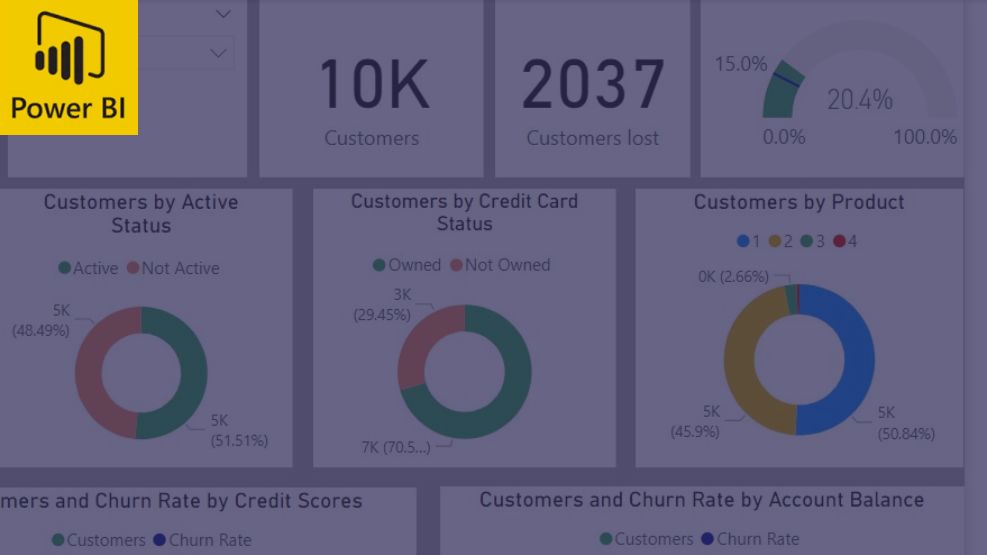 Power BI
10K
Customers
2037
Customers lost
15.0%
20.4%
0.0%
100.0%
Customers by Active
Status
Active
Not Active
5K
(48.49%)
5K
(51.51%)
Customers by Credit Card
Status
Owned
Not Owned
3K
(29.45%)
7K (70.5...)
Customers by Product
1
2
3
4
0K (2.66%)
5K
(45.9%)
5K
(50.84%)
mers and Churn Rate by Credit Scores
Customers
Churn Rate
Customers and Churn Rate by Account Balance
Customers
Churn Rate